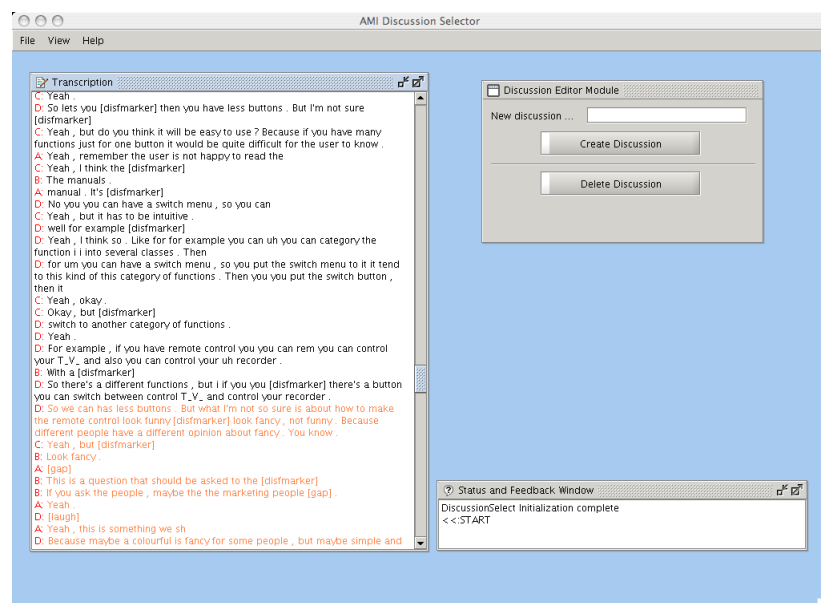 AMI Discussion Selector
File View Help
Transcription
C: Yeah .
D: So lets you [disfmarker] then you have less buttons . But I'm not sure
[disfmarker]
C: Yeah , but do you think it will be easy to use ? Because if you have many
functions just for one button it would be quite difficult for the user to know .
A: Yeah , remember the user is not happy to read the
C: Yeah , I think the [disfmarker]
B: The manuals .
A: manual . It's [disfmarker]
D: No you you can have a switch menu , so you can
C: Yeah , but it has to be intuitive .
D: well for example [disfmarker]
D: Yeah , I think so . Like for for example you can uh you can category the
function i i into several classes . Then
D: for um you can have a switch menu , so you put the switch menu to it it tend
to this kind of this category of functions . Then you you put the switch button ,
then it
C: Yeah , okay .
C: Okay , but [disfmarker]
D: switch to another category of functions .
D: Yeah .
D: For example , if you have remote control you you can rem you can control
your T_V_ and also you can control your uh recorder .
B: With a [disfmarker]
D: So there's a different functions , but i if you you [disfmarker] there's a button
you can switch between control T_V_ and control your recorder .
D: So we can has less buttons . But what I'm not so sure is about how to make
the remote control look funny [disfmarker] look fancy , not funny . Because
different people have a different opinion about fancy . You know .
C: Yeah , but [disfmarker]
B: Look fancy .
A: [gap]
B: This is a question that should be asked to the [disfmarker]
B: If you ask the people , maybe the the marketing people [gap] .
A: Yeah .
D: [laugh]
A: Yeah , this is something we sh
D: Because maybe a colourful is fancy for some people , but maybe simple and
Discussion Editor Module
New discussion ...
Create Discussion
Delete Discussion
? Status and Feedback Window
DiscussionSelect Initialization complete
<<:START